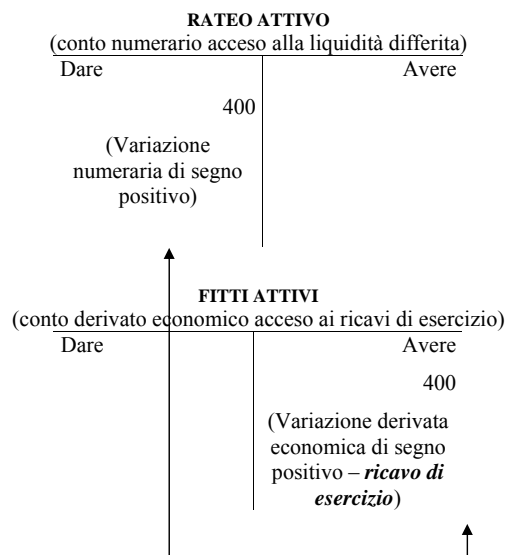 RATEO ATTIVO
(conto numerario acceso alla liquidità differita)
Dare Avere
400
(Variazione
numeraria di segno
positivo)
FITTI ATTIVI
(conto derivato economico acceso ai ricavi di esercizio)
Dare Avere
400
(Variazione derivata
economica di segno
positivo – ricavo di
esercizio)